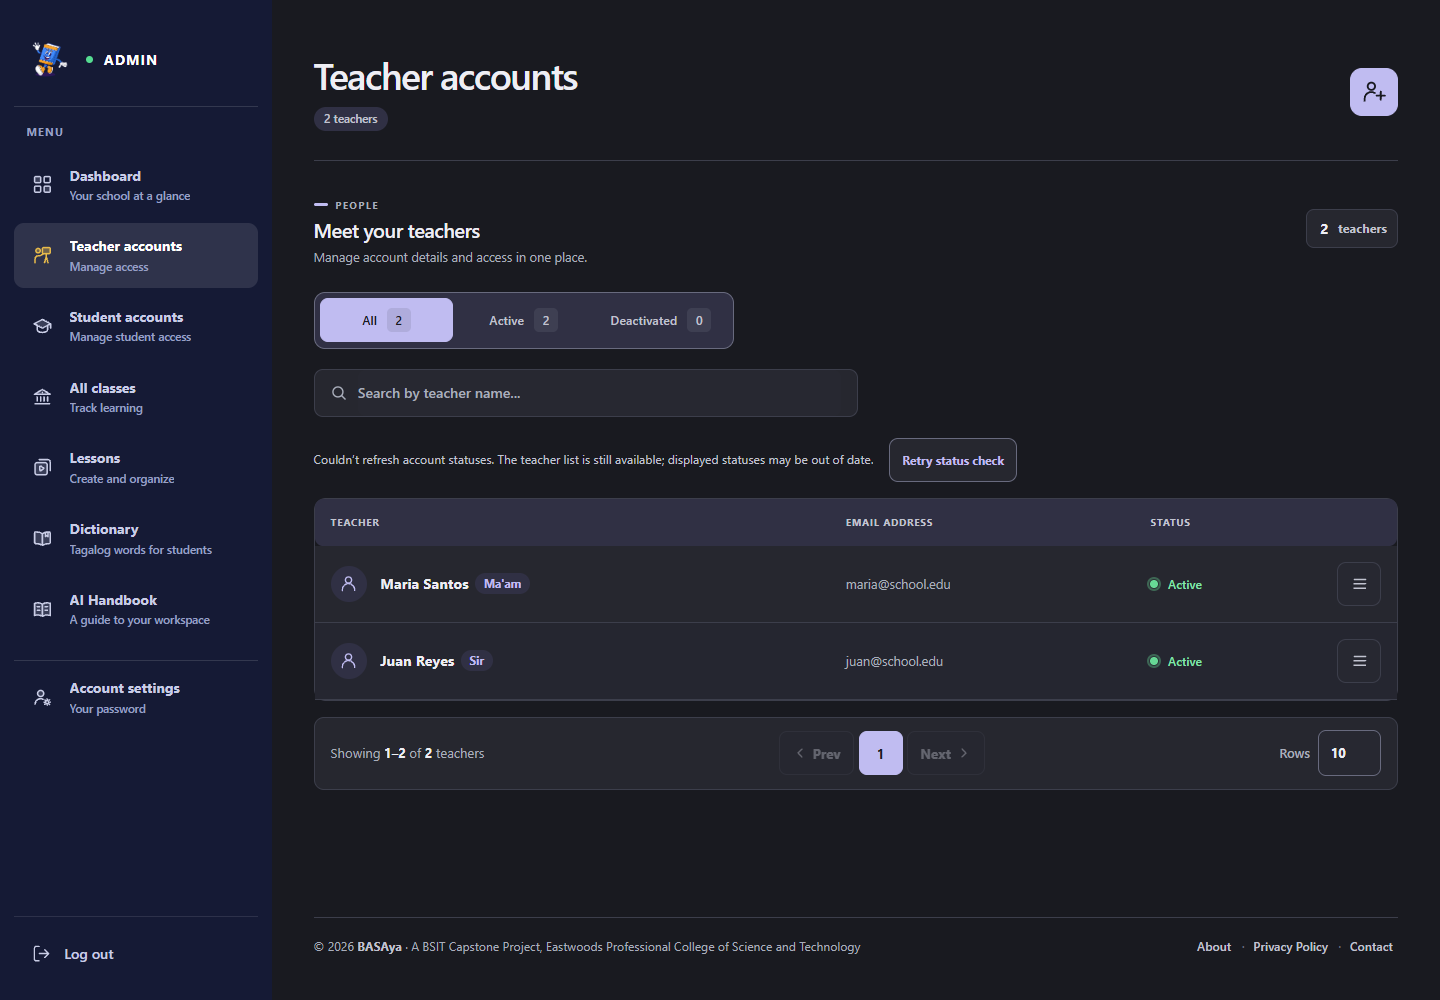 ADMIN
MENU
Dashboard
Your school at a glance
Teacher accounts
Manage access
Student accounts
Manage student access
All classes
Track learning
Lessons
Create and organize
Dictionary
Tagalog words for students
AI Handbook
A guide to your workspace
Account settings
Your password
Log out
Teacher accounts
2 teachers
PEOPLE
Meet your teachers
Manage account details and access in one place.
2 teachers
All 2 Active 2 Deactivated 0
Search by teacher name...
Couldn't refresh account statuses. The teacher list is still available; displayed statuses may be out of date. Retry status check
TEACHER EMAIL ADDRESS STATUS
Maria Santos Ma'am maria@school.edu Active
Juan Reyes Sir juan@school.edu Active
Showing 1–2 of 2 teachers Prev 1 Next Rows 10
© 2026 BASAya · A BSIT Capstone Project, Eastwoods Professional College of Science and Technology About · Privacy Policy · Contact